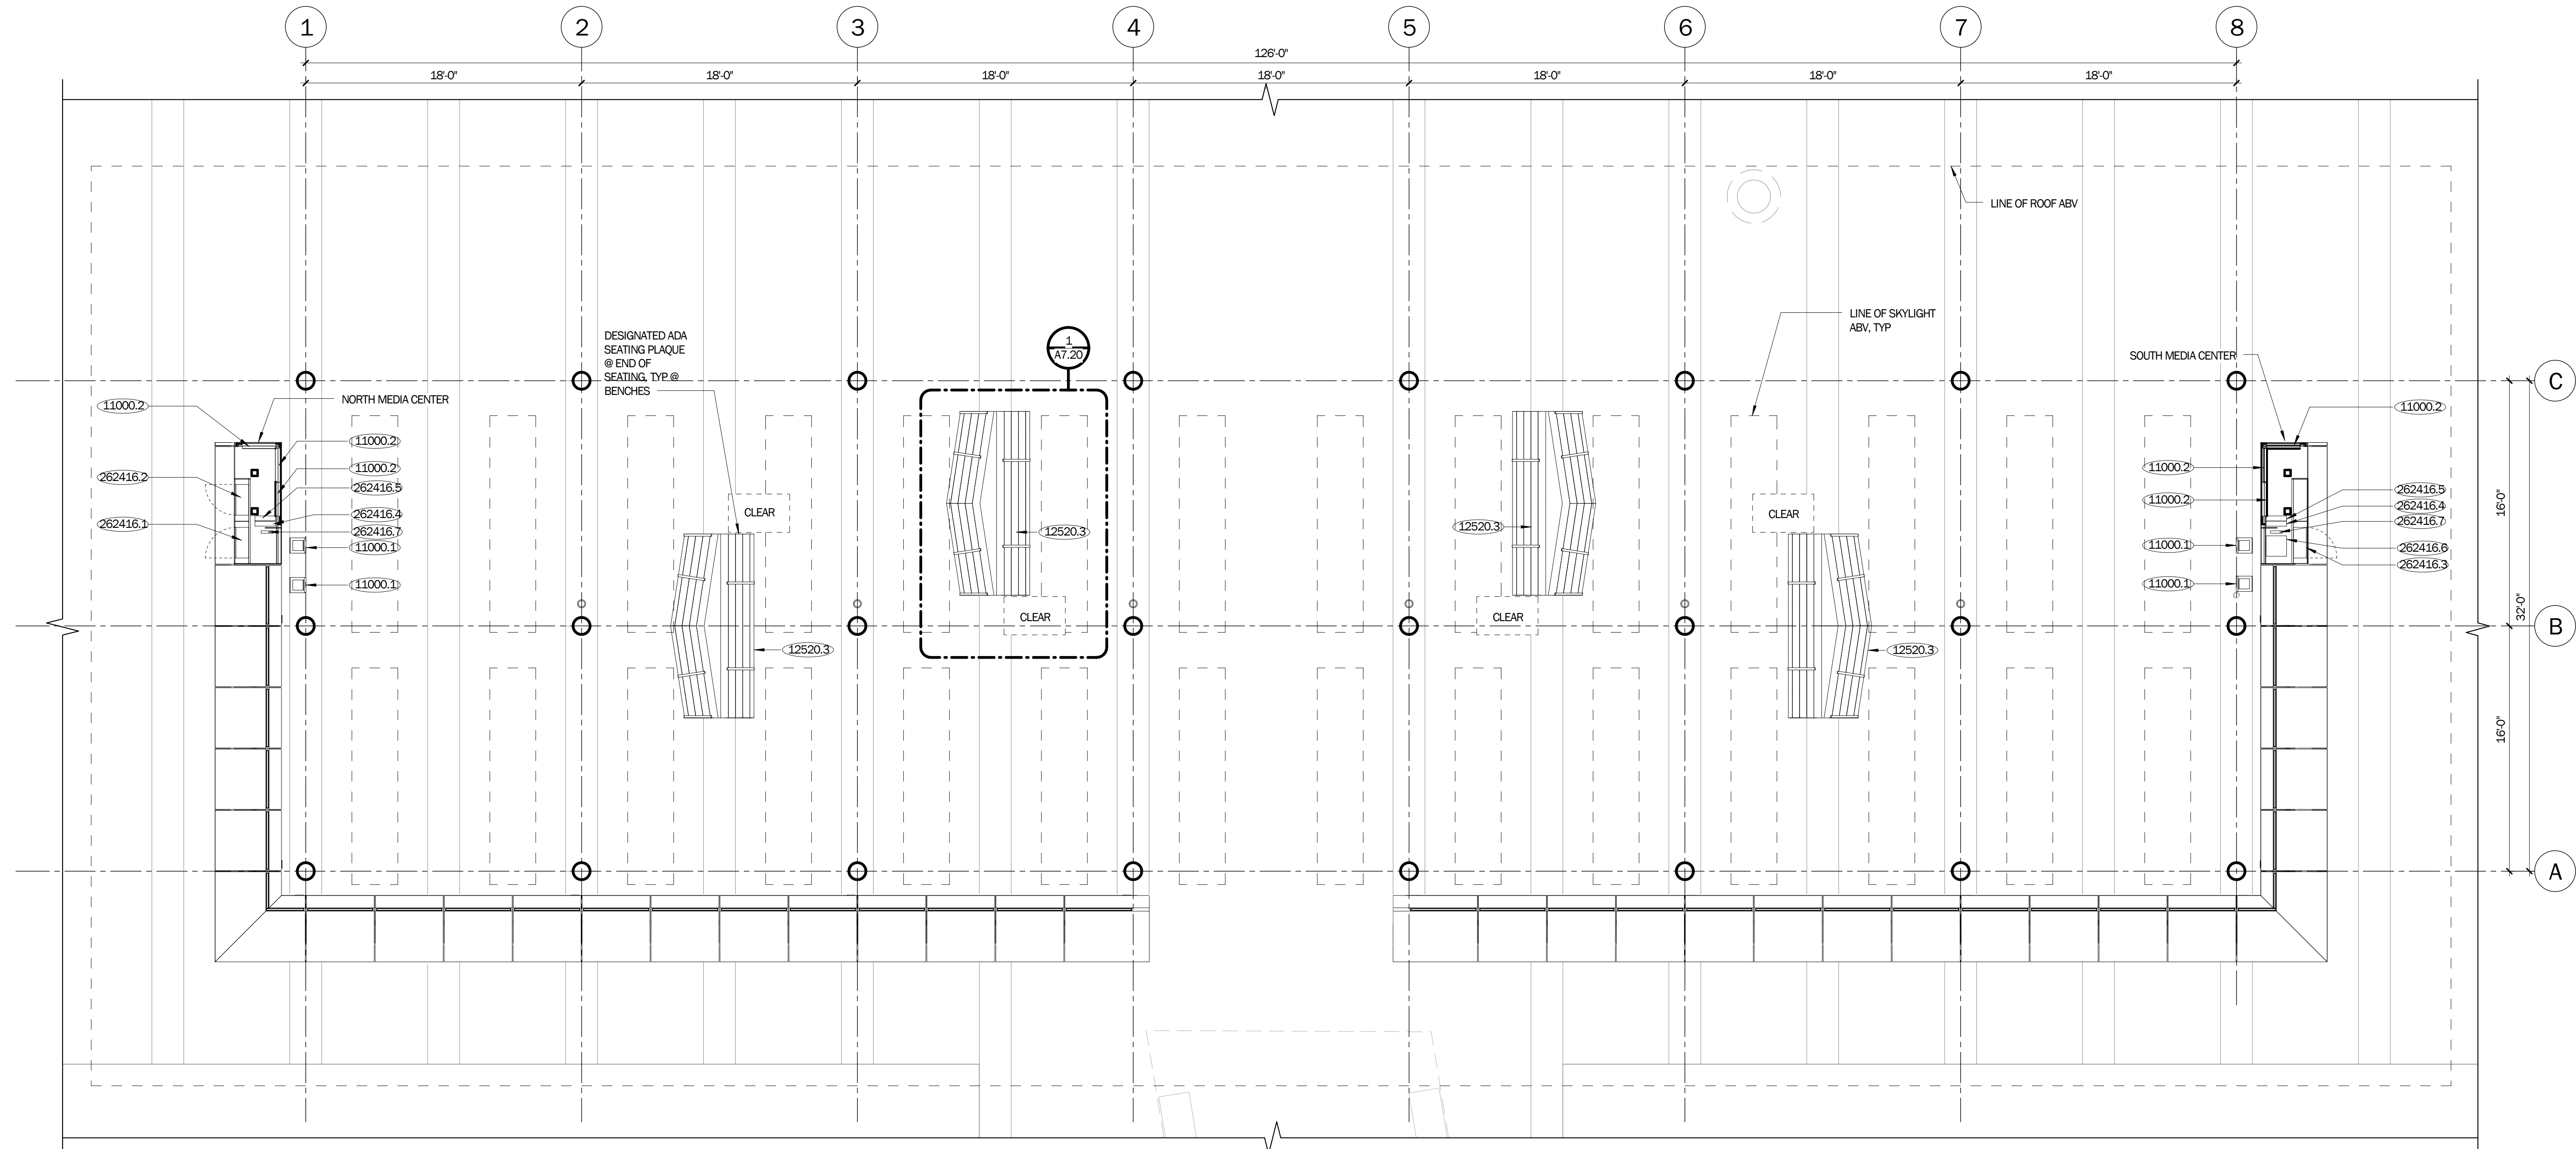 1 2 3 4 5 6 7 8
126'-0"
18'-0" 18'-0" 18'-0" 18'-0" 18'-0" 18'-0" 18'-0"
LINE OF ROOF ABV
DESIGNATED ADA
SEATING PLAQUE
@ END OF
SEATING, TYP @
BENCHES
1
A7.20
LINE OF SKYLIGHT
ABV, TYP
SOUTH MEDIA CENTER
C
NORTH MEDIA CENTER
11000.2
262416.2
262416.1
11000.2
11000.2
262416.5
262416.4
262416.7
11000.1
11000.1
CLEAR
12520.3
12520.3
CLEAR
12520.3
CLEAR
CLEAR
12520.3
11000.2
11000.2
11000.1
11000.1
11000.2
262416.5
262416.4
262416.7
262416.6
262416.3
16'-0"
32'-0"
B
16'-0"
A